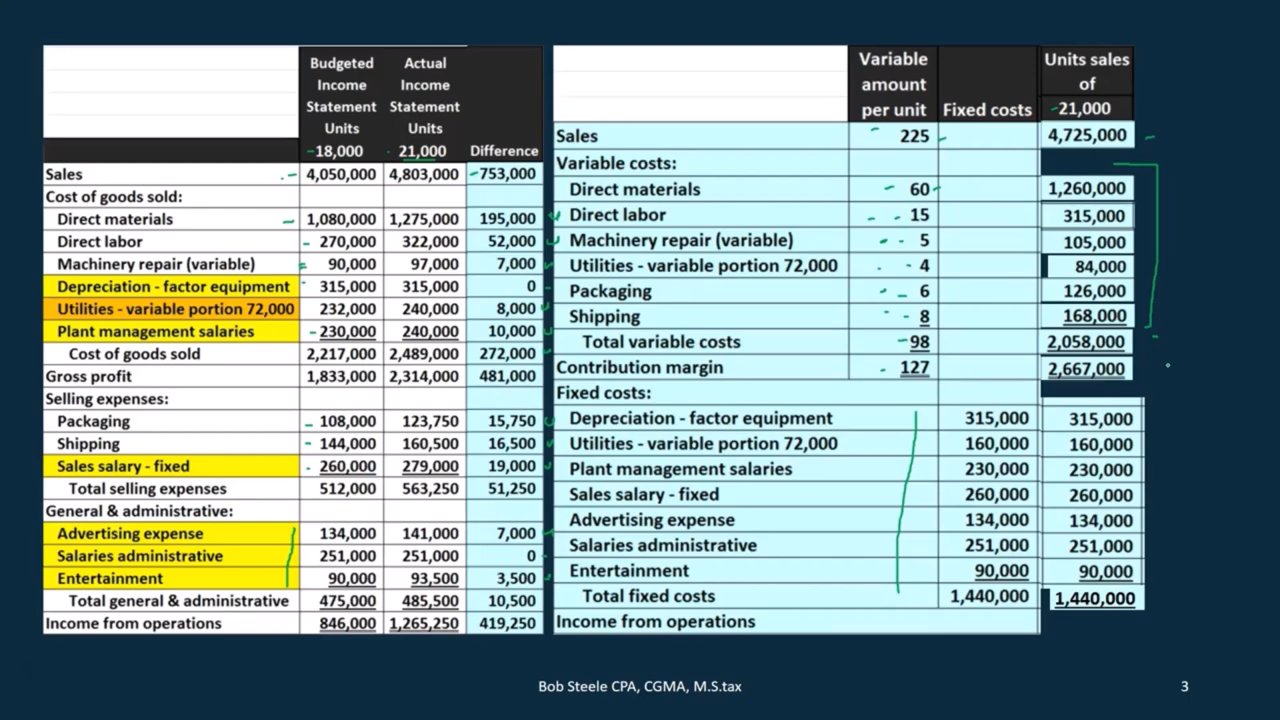 Budgeted Income Statement Units -18,000 Actual Income Statement Units 21,000 Difference
Sales 4,050,000 4,803,000 753,000
Cost of goods sold:
Direct materials 1,080,000 1,275,000 195,000
Direct labor 270,000 322,000 52,000
Machinery repair (variable) 90,000 97,000 7,000
Depreciation - factor equipment 315,000 315,000 0
Utilities - variable portion 72,000 232,000 240,000 8,000
Plant management salaries 230,000 240,000 10,000
Cost of goods sold 2,217,000 2,489,000 272,000
Gross profit 1,833,000 2,314,000 481,000
Selling expenses:
Packaging 108,000 123,750 15,750
Shipping 144,000 160,500 16,500
Sales salary - fixed 260,000 279,000 19,000
Total selling expenses 512,000 563,250 51,250
General & administrative:
Advertising expense 134,000 141,000 7,000
Salaries administrative 251,000 251,000 0
Entertainment 90,000 93,500 3,500
Total general & administrative 475,000 485,500 10,500
Income from operations 846,000 1,265,250 419,250
Variable amount per unit Fixed costs Units sales of 21,000
Sales 225 4,725,000
Variable costs:
Direct materials 60 1,260,000
Direct labor 15 315,000
Machinery repair (variable) 5 105,000
Utilities - variable portion 72,000 4 84,000
Packaging 6 126,000
Shipping 8 168,000
Total variable costs 98 2,058,000
Contribution margin 127 2,667,000
Fixed costs:
Depreciation - factor equipment 315,000 315,000
Utilities - variable portion 72,000 160,000 160,000
Plant management salaries 230,000 230,000
Sales salary - fixed 260,000 260,000
Advertising expense 134,000 134,000
Salaries administrative 251,000 251,000
Entertainment 90,000 90,000
Total fixed costs 1,440,000 1,440,000
Income from operations
Bob Steele CPA, CGMA, M.S.tax
3